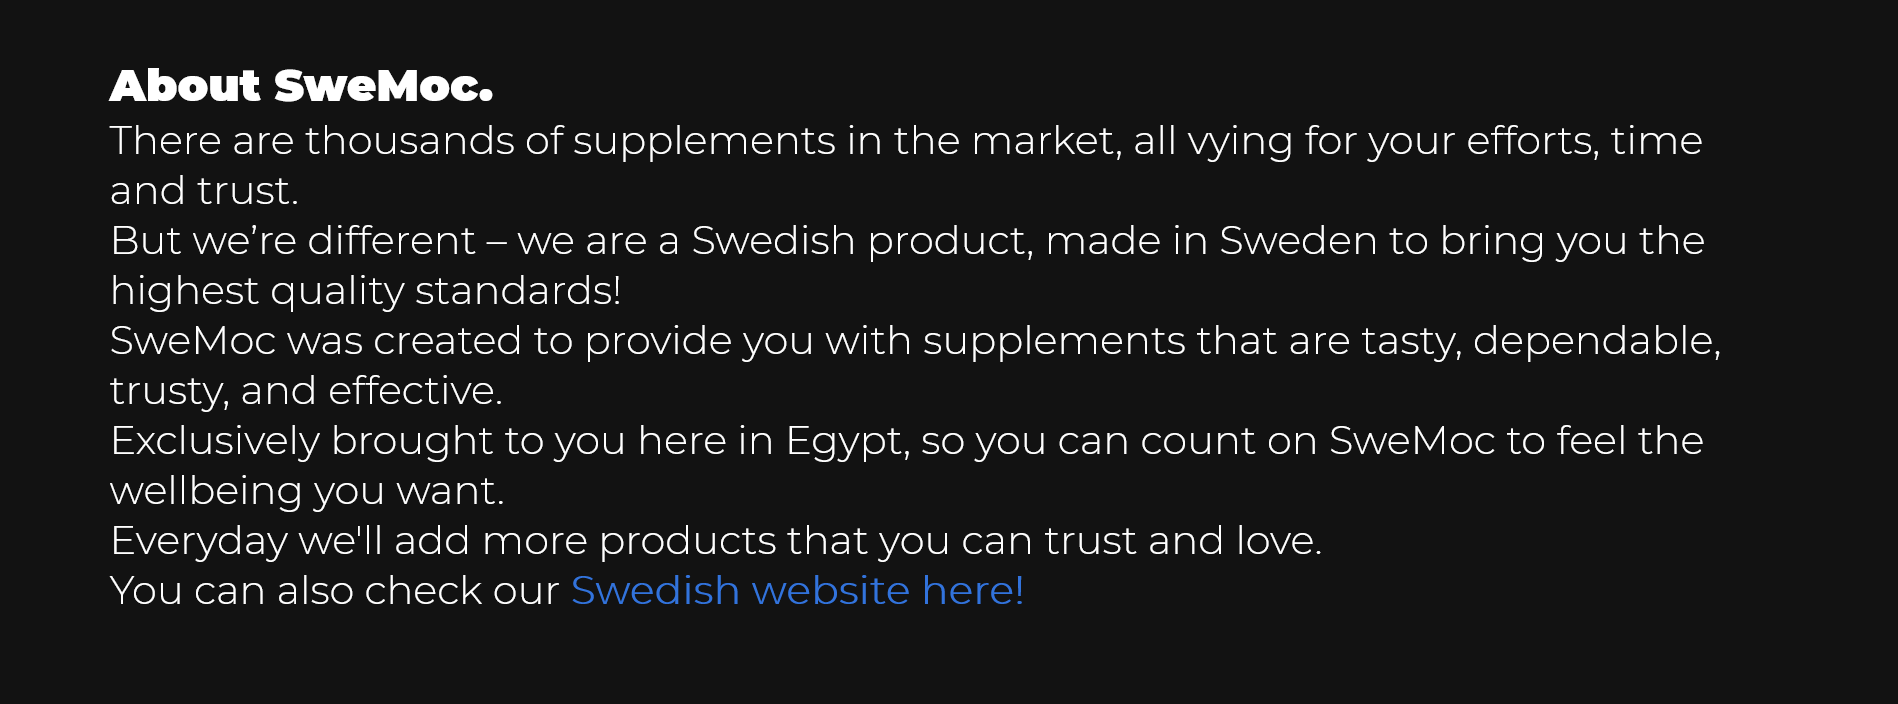 About SweMoc.
There are thousands of supplements in the market, all vying for your efforts, time
and trust.
But we’re different – we are a Swedish product, made in Sweden to bring you the
highest quality standards!
SweMoc was created to provide you with supplements that are tasty, dependable,
trusty, and effective.
Exclusively brought to you here in Egypt, so you can count on SweMoc to feel the
wellbeing you want.
Everyday we'll add more products that you can trust and love.
You can also check our Swedish website here!